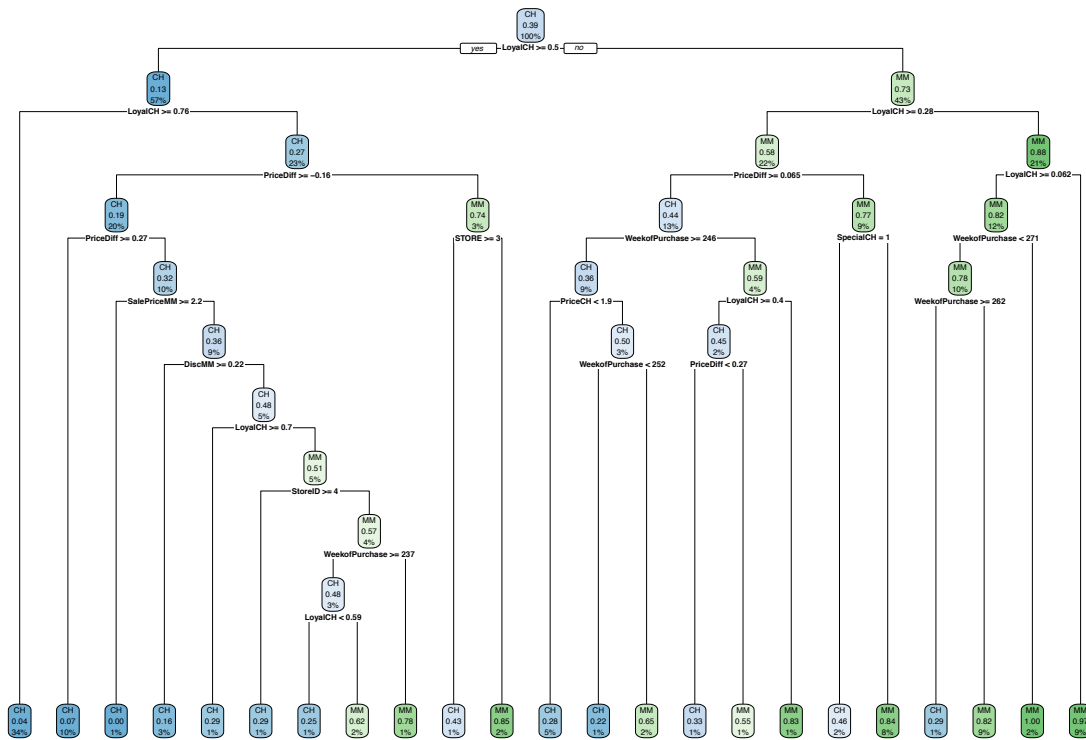 CH
0.39
100%
yes LoyalCH >= 0.5 no
CH
0.13
57%
MM
0.73
43%
LoyalCH >= 0.76
LoyalCH >= 0.28
CH
0.27
23%
MM
0.58
22%
MM
0.88
21%
PriceDiff >= −0.16
PriceDiff >= 0.065
LoyalCH >= 0.062
CH
0.19
20%
MM
0.74
3%
CH
0.44
13%
MM
0.77
9%
MM
0.82
12%
PriceDiff >= 0.27
STORE >= 3
WeekofPurchase >= 246
SpecialCH = 1
WeekofPurchase < 271
CH
0.32
10%
CH
0.36
9%
MM
0.59
4%
MM
0.78
10%
SalePriceMM >= 2.2
PriceCH < 1.9
LoyalCH >= 0.4
WeekofPurchase >= 262
CH
0.36
9%
CH
0.50
3%
CH
0.45
2%
DiscMM >= 0.22
WeekofPurchase < 252
PriceDiff < 0.27
CH
0.48
5%
LoyalCH >= 0.7
MM
0.51
5%
StoreID >= 4
MM
0.57
4%
WeekofPurchase >= 237
CH
0.48
3%
LoyalCH < 0.59
CH
0.04
34%
CH
0.07
10%
CH
0.00
1%
CH
0.16
3%
CH
0.29
1%
CH
0.29
1%
CH
0.25
1%
MM
0.62
2%
MM
0.78
1%
CH
0.43
1%
MM
0.85
2%
CH
0.28
5%
CH
0.22
1%
MM
0.65
2%
CH
0.33
1%
MM
0.55
1%
MM
0.83
1%
CH
0.46
2%
MM
0.84
8%
CH
0.29
1%
MM
0.82
9%
MM
1.00
2%
MM
0.97
9%